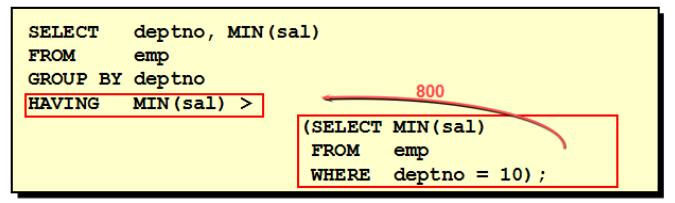 SELECT deptno, MIN(sal)
FROM emp
GROUP BY deptno
HAVING MIN(sal) >
800
(SELECT MIN(sal)
FROM emp
WHERE deptno = 10);